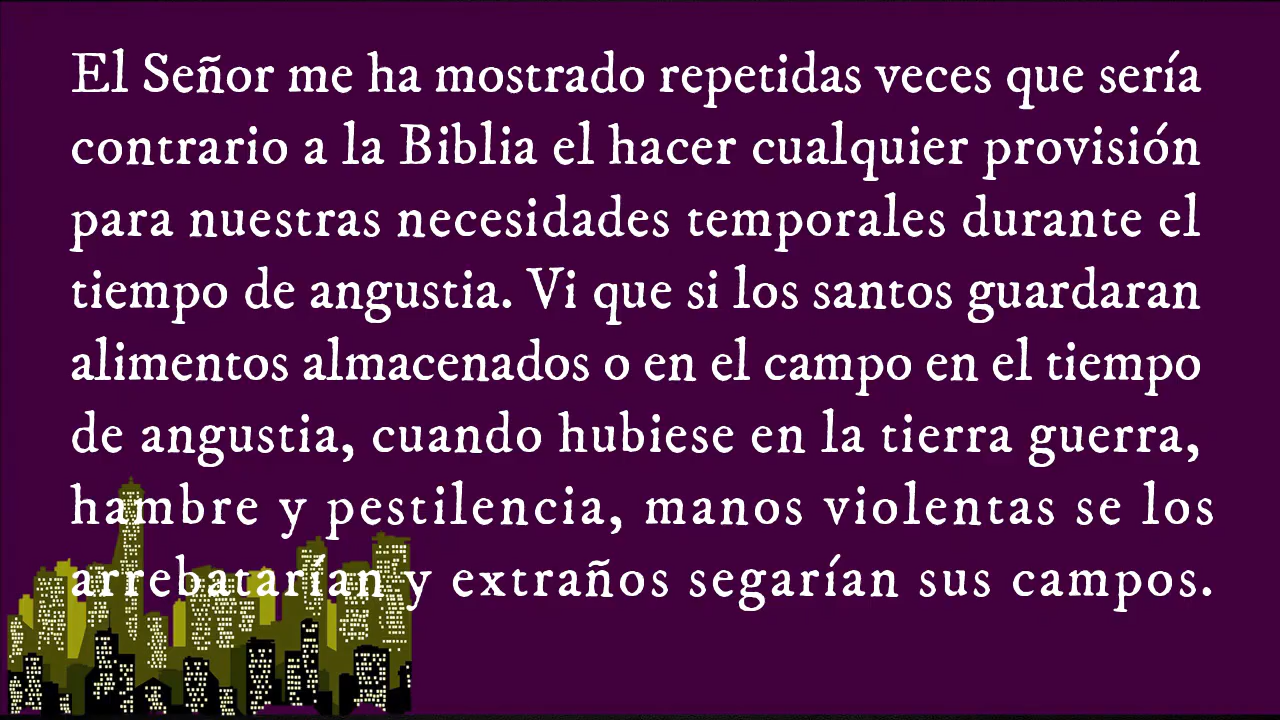 El Señor me ha mostrado repetidas veces que sería
contrario a la Biblia el hacer cualquier provisión
para nuestras necesidades temporales durante el
tiempo de angustia. Vi que si los santos guardaran
alimentos almacenados o en el campo en el tiempo
de angustia, cuando hubiese en la tierra guerra,
hambre y pestilencia, manos violentas se los
arrebatarían y extraños segarían sus campos.